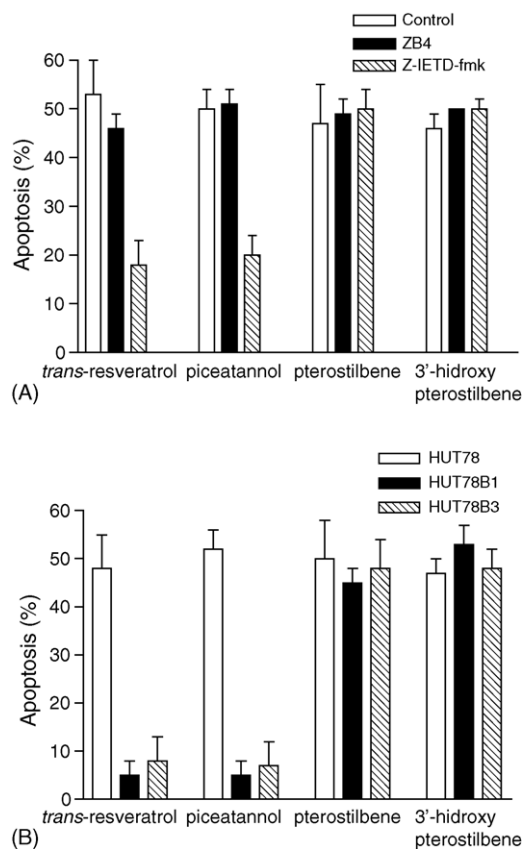 Control
ZB4
Z-IETD-fmk
60
50
40
30
20
10
0
Apoptosis (%)
trans-resveratrol piceatannol pterostilbene 3'-hidroxy
pterostilbene
(A)
HUT78
HUT78B1
HUT78B3
60
50
40
30
20
10
0
Apoptosis (%)
trans-resveratrol piceatannol pterostilbene 3'-hidroxy
pterostilbene
(B)